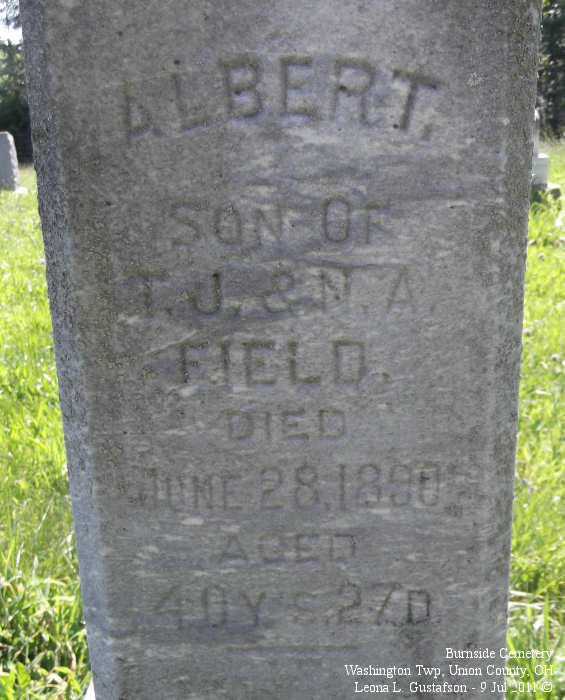 ALBERT.
SON OF
T. J. & N. A.
FIELD.
DIED
JUNE 28, 1890
AGED
40 Y'S. 27 D.
Burnside Cemetery
Washington Twp, Union County, OH
Leona L. Gustafson - 9 Jul 2011 ©